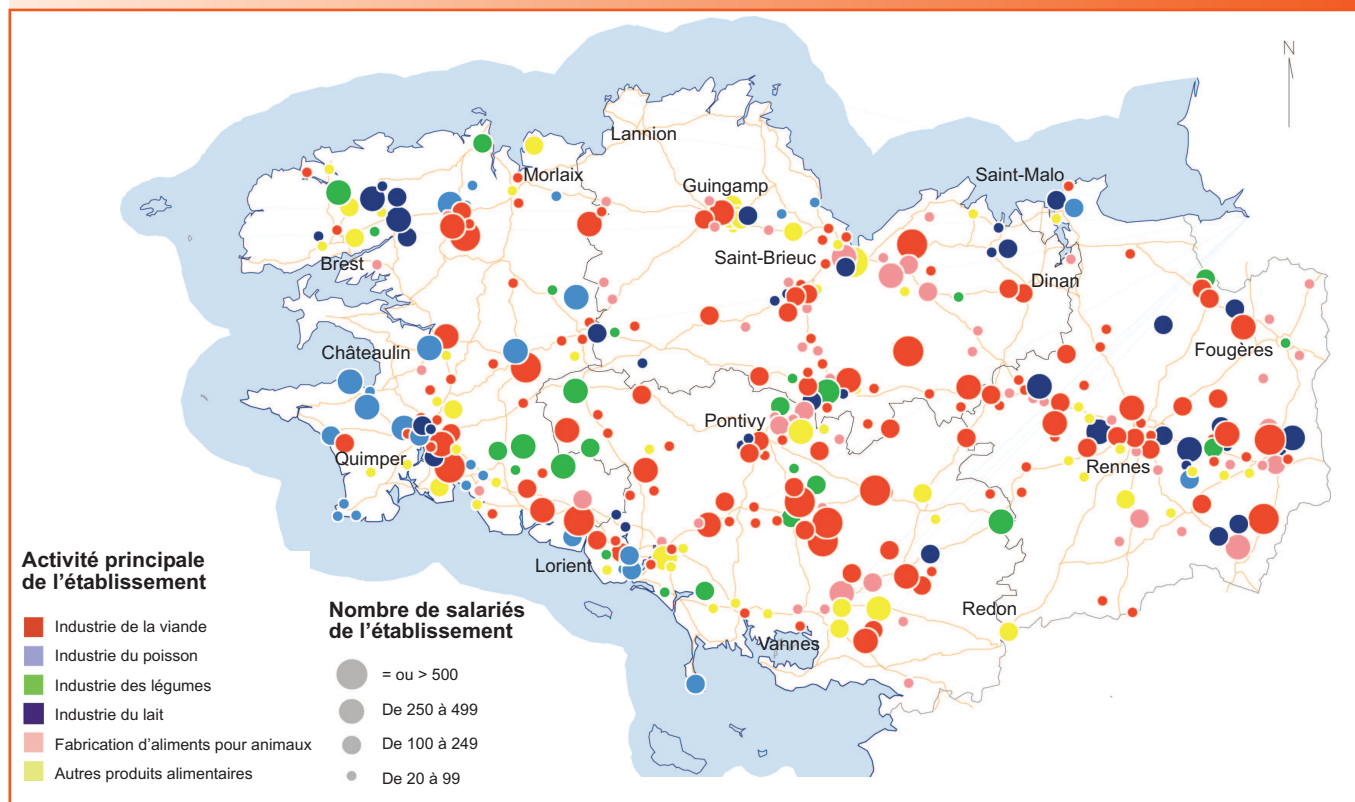 N
Lannion
Morlaix
Saint-Malo
Guingamp
Brest
Saint-Brieuc
Dinan
Châteaulin
Fougères
Pontivy
Quimper
Rennes
Lorient
Redon
Vannes
Activité principale
de l'établissement
Industrie de la viande
Industrie du poisson
Industrie des légumes
Industrie du lait
Fabrication d'aliments pour animaux
Autres produits alimentaires
Nombre de salariés
de l'établissement
= ou > 500
De 250 à 499
De 100 à 249
De 20 à 99